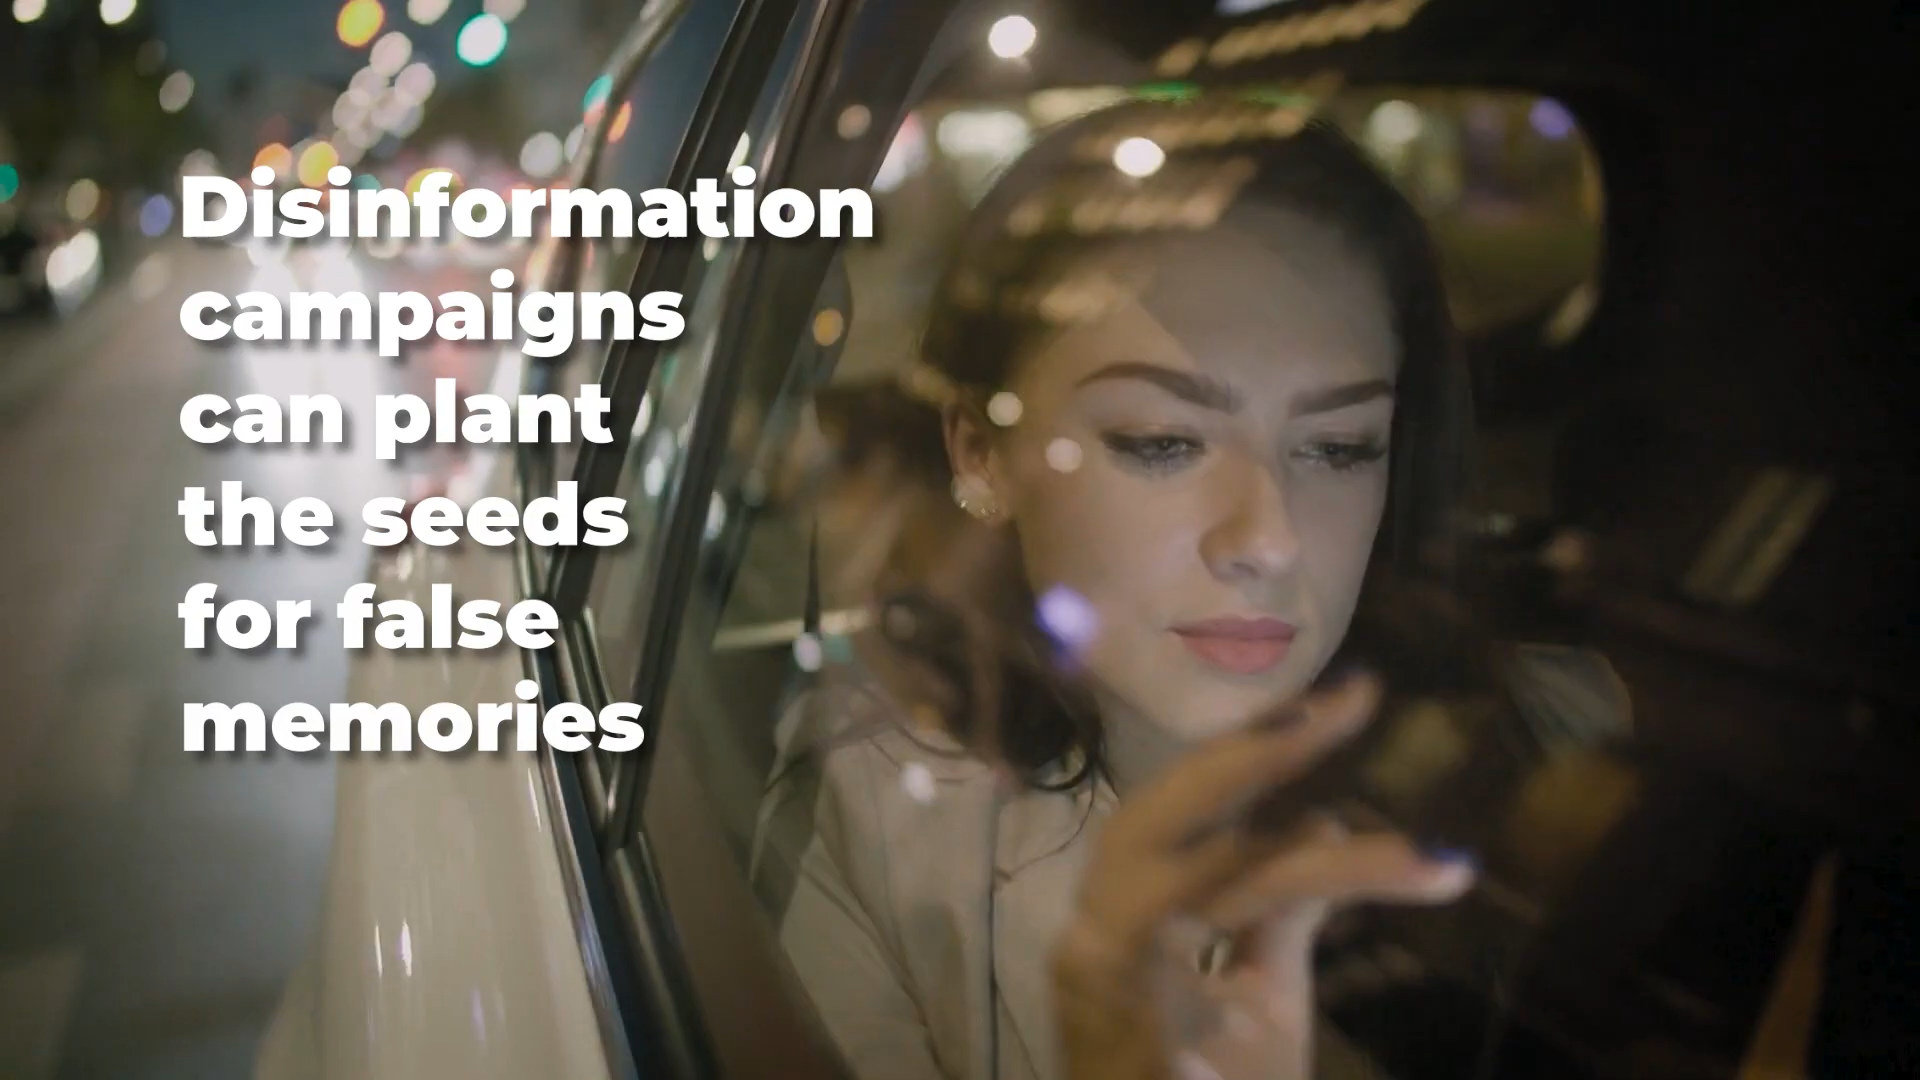 Disinformation
campaigns
can plant
the seeds
for false
memories